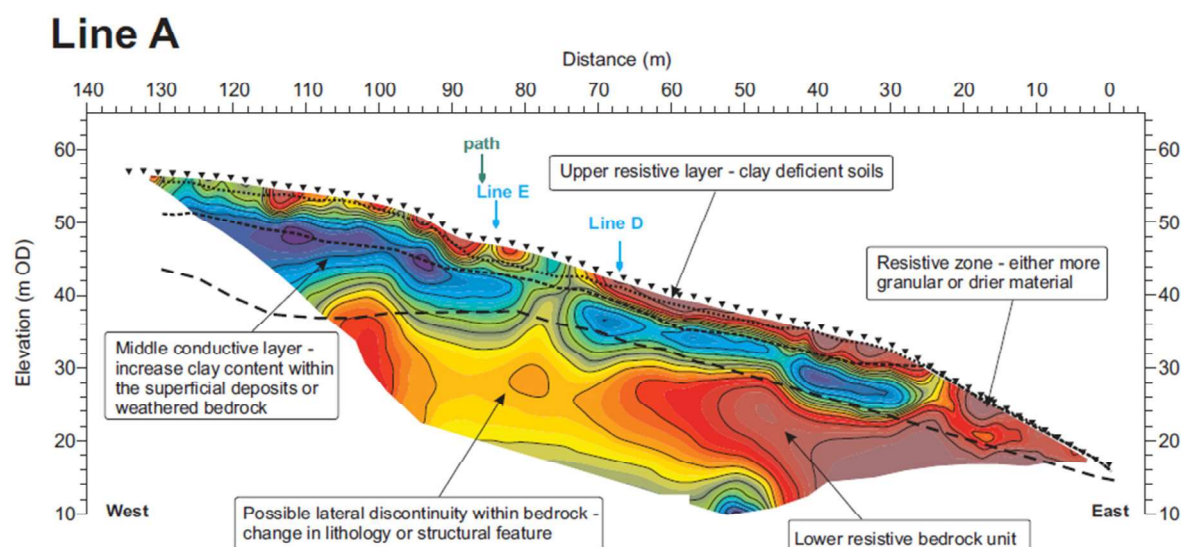 Line A
Distance (m)
140 130 120 110 100 90 80 70 60 50 40 30 20 10 0
path
Line E
Line D
Upper resistive layer - clay deficient soils
Resistive zone - either more
granular or drier material
Elevation (m OD)
60
50
40
30
20
10
60
50
40
30
20
10
Middle conductive layer -
increase clay content within
the superficial deposits or
weathered bedrock
West
East
Possible lateral discontinuity within bedrock -
change in lithology or structural feature
Lower resistive bedrock unit